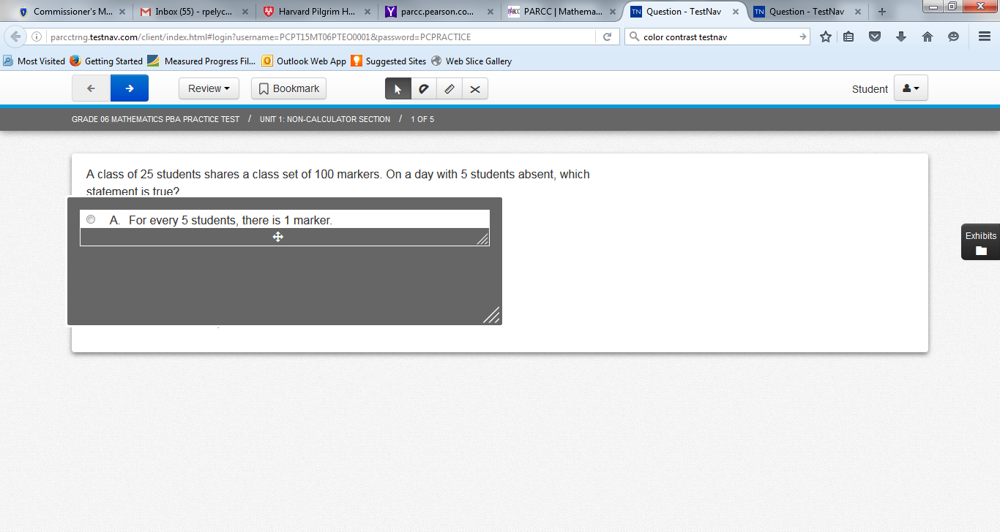 Commissioner's M...
Inbox (55) - rpelyc...
Harvard Pilgrim H...
parcc.pearson.co...
PARCC | Mathema...
TN Question - TestNav
TN Question - TestNav
parcctrng.testnav.com/client/index.html#login?username=PCPT15MT06PTEO0001&password=PCPRACTICE
color contrast testnav
Most Visited
Getting Started
Measured Progress Fil...
Outlook Web App
Suggested Sites
Web Slice Gallery
Review
Bookmark
Student
GRADE 06 MATHEMATICS PBA PRACTICE TEST / UNIT 1: NON-CALCULATOR SECTION / 1 OF 5
A class of 25 students shares a class set of 100 markers. On a day with 5 students absent, which
statement is true?
A. For every 5 students, there is 1 marker.
Exhibits